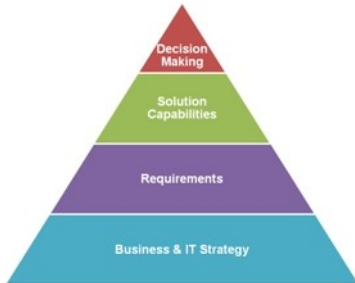 Decision
Making
Solution
Capabilities
Requirements
Business & IT Strategy